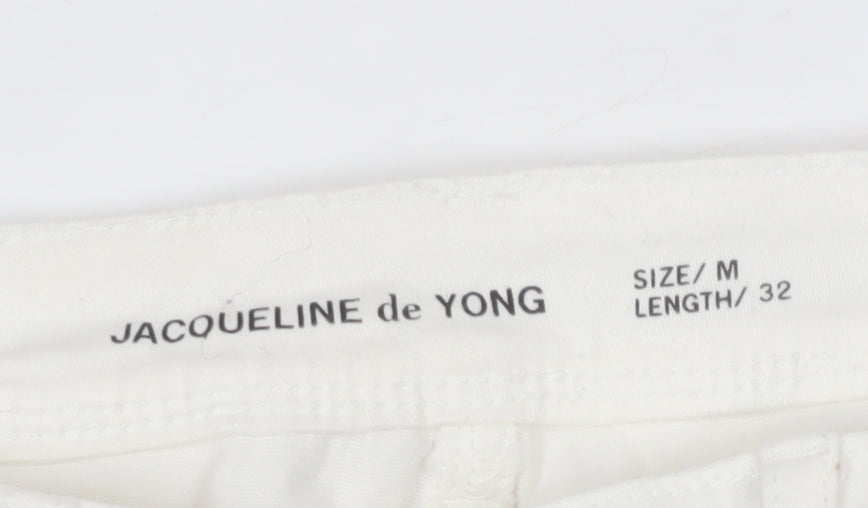 JACQUELINE de YONG
SIZE/ M
LENGTH/ 32